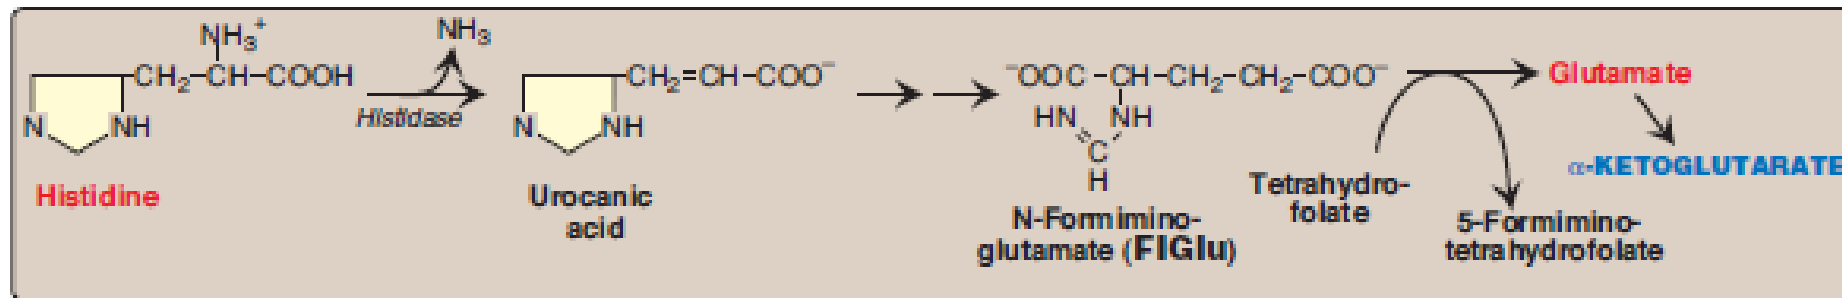 NH₃⁺
CH₂–CH–COOH
N
NH
Histidine
NH₃
Histidase
CH₂=CH–COO⁻
N
NH
Urocanic
acid
⁻OOC–CH–CH₂–CH₂–COO⁻
HN
NH
C
H
N-Formimino-
glutamate (FIGlu)
Tetrahydro-
folate
Glutamate
α-KETOGLUTARATE
5-Formimino-
tetrahydrofolate